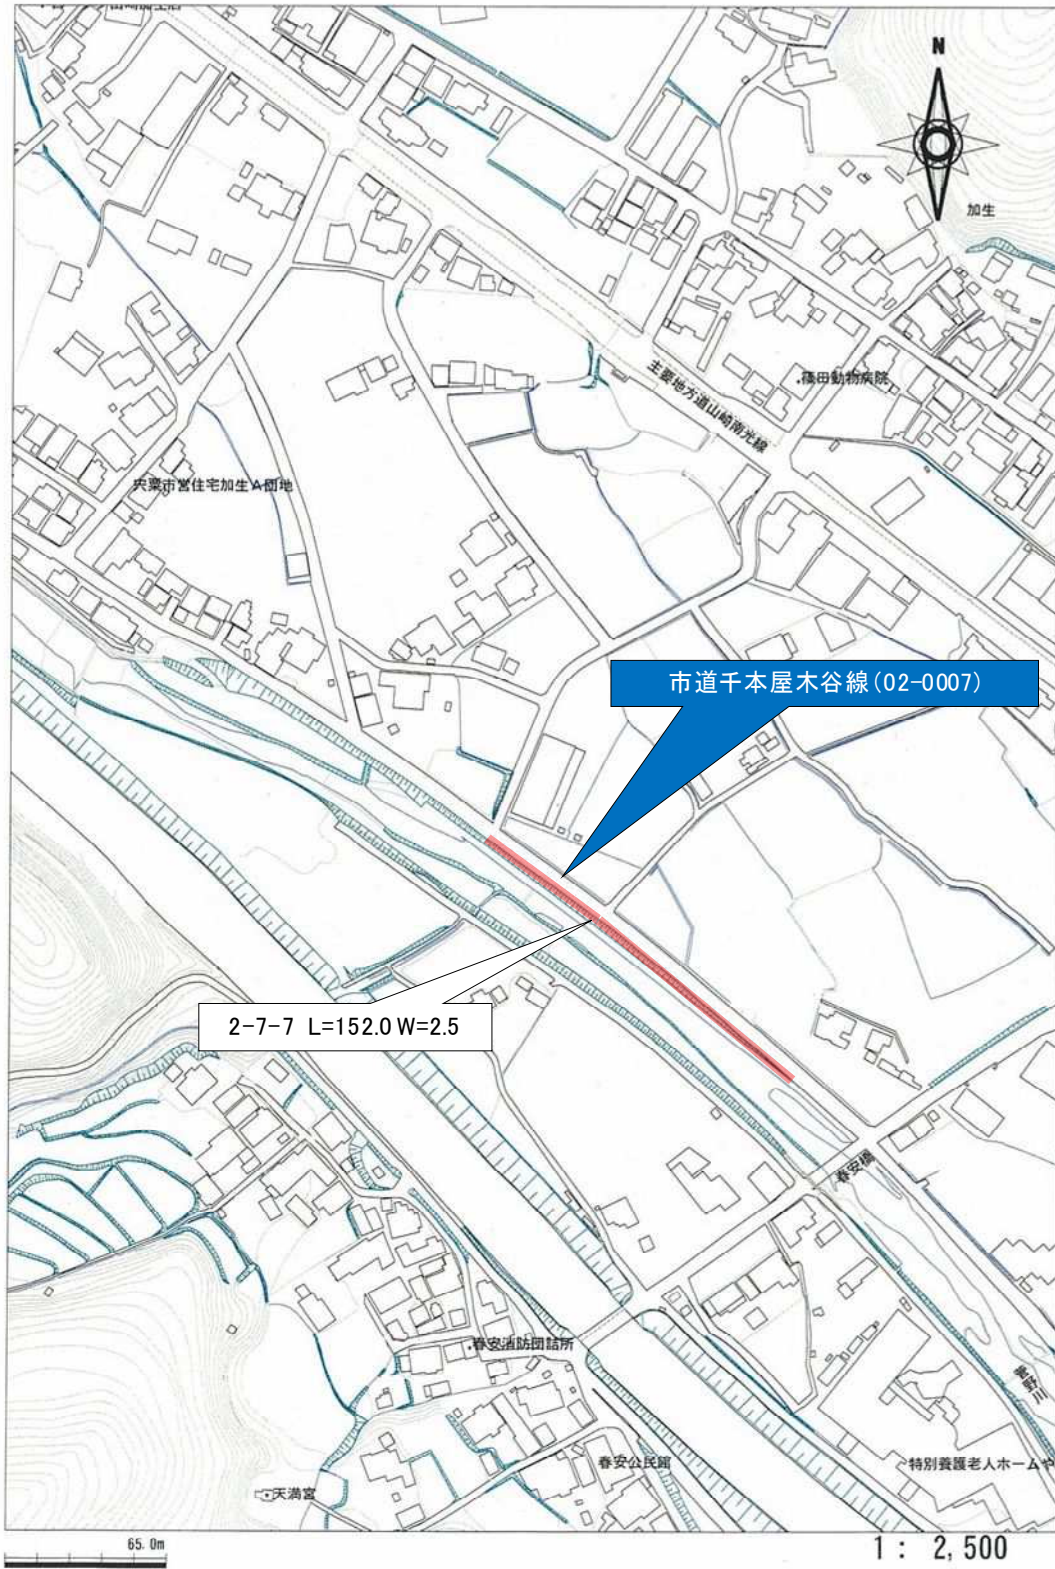 N
加生
主要地方道山崎南光線
篠田動物病院
宍粟市営住宅加生A団地
市道千本屋木谷線(02-0007)
2-7-7 L=152.0 W=2.5
春安橋
春安消防団詰所
春安公民館
特別養護老人ホームや
天満宮
65.0m
1 : 2,500